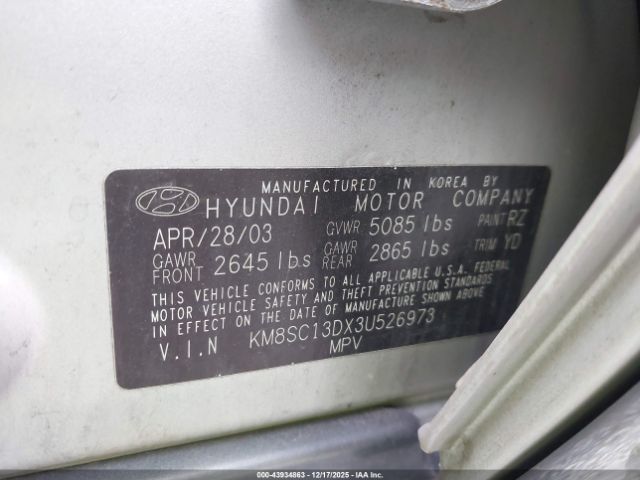 MANUFACTURED IN KOREA BY
HYUNDAI MOTOR COMPANY
APR/28/03 GVWR 5085 lbs PAINT RZ
GAWR FRONT 2645 lbs GAWR REAR 2865 lbs TRIM YD
THIS VEHICLE CONFORMS TO ALL APPLICABLE U.S.A. FEDERAL
MOTOR VEHICLE SAFETY AND THEFT PREVENTION STANDARDS
IN EFFECT ON THE DATE OF MANUFACTURE SHOWN ABOVE.
V.I.N KM8SC13DX3U526973
MPV
© 000-43934863 - 12/17/2025 - © IAA Holdings, LLC